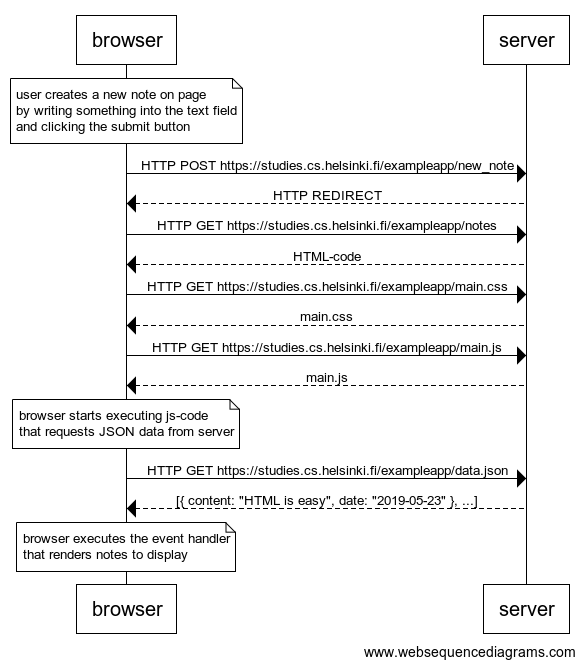 browser
server
user creates a new note on page
by writing something into the text field
and clicking the submit button
HTTP POST https://studies.cs.helsinki.fi/exampleapp/new_note
HTTP REDIRECT
HTTP GET https://studies.cs.helsinki.fi/exampleapp/notes
HTML-code
HTTP GET https://studies.cs.helsinki.fi/exampleapp/main.css
main.css
HTTP GET https://studies.cs.helsinki.fi/exampleapp/main.js
main.js
browser starts executing js-code
that requests JSON data from server
HTTP GET https://studies.cs.helsinki.fi/exampleapp/data.json
[{ content: "HTML is easy", date: "2019-05-23" }, ...]
browser executes the event handler
that renders notes to display
browser
server
www.websequencediagrams.com